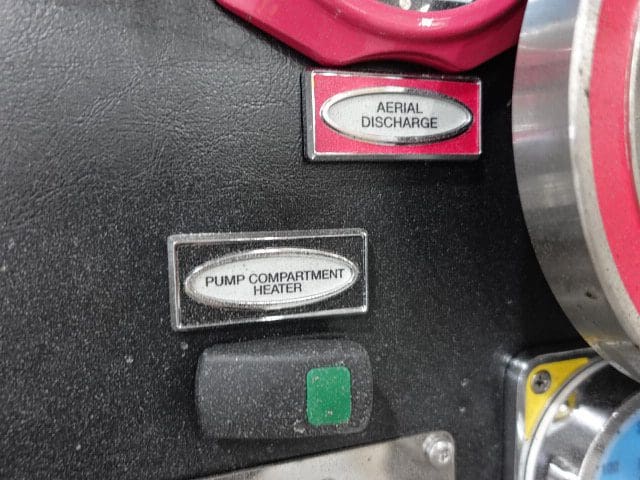 AERIAL
DISCHARGE
PUMP COMPARTMENT
HEATER